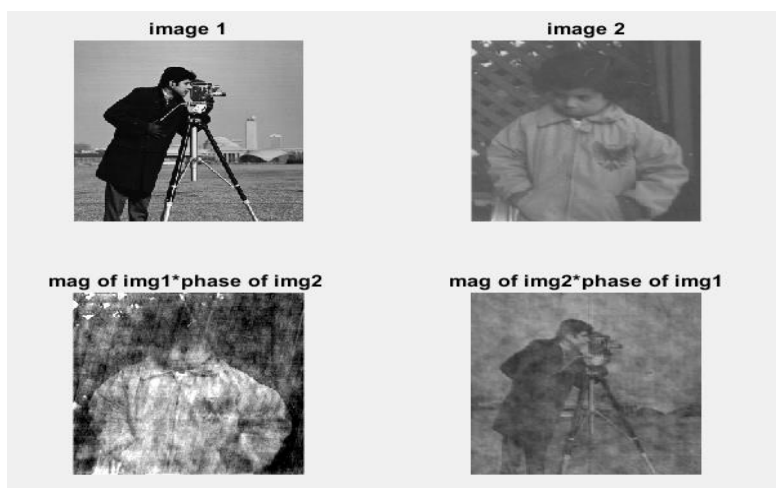 image 1
image 2
mag of img1*phase of img2
mag of img2*phase of img1